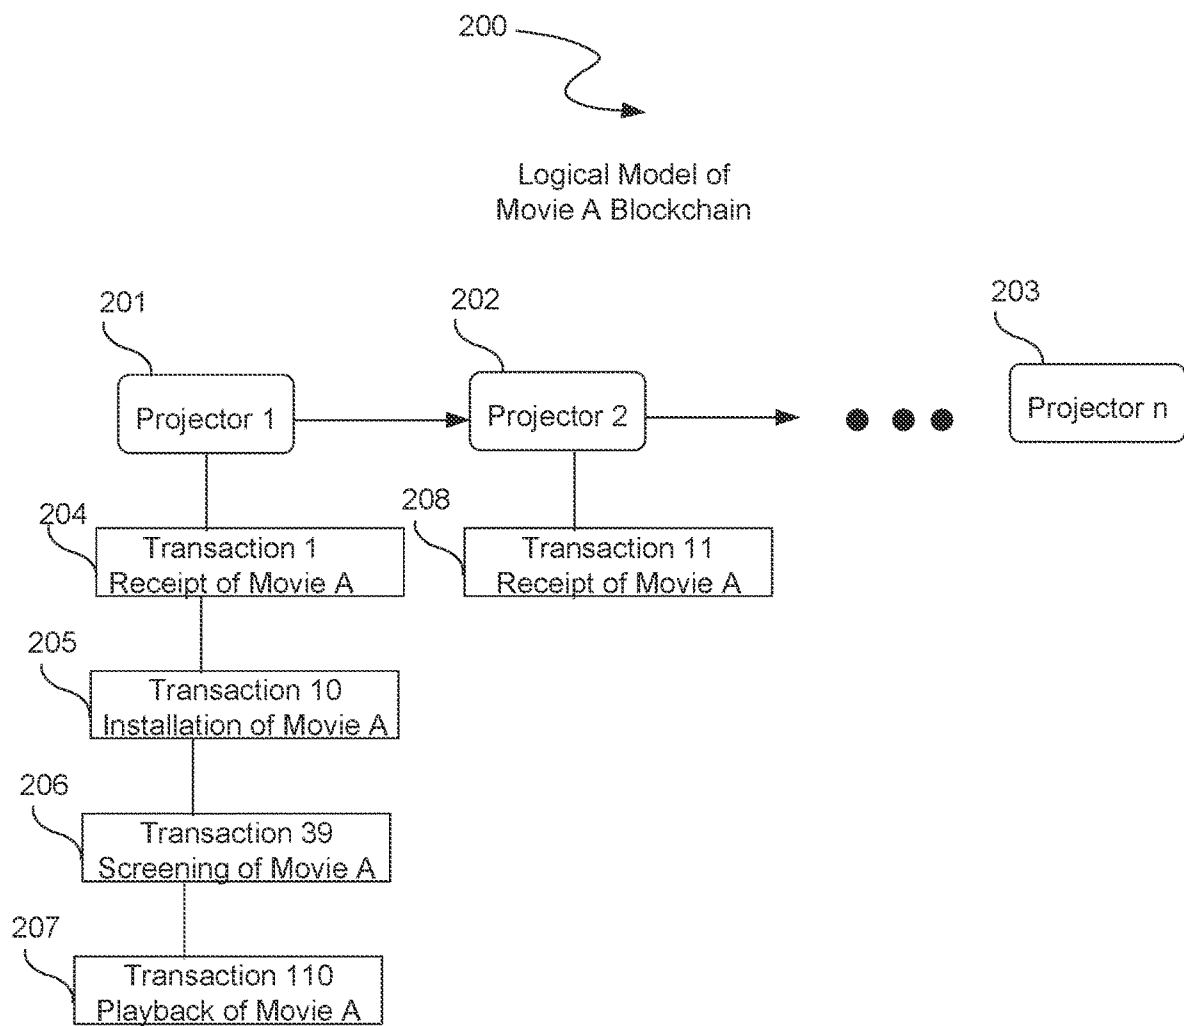 200
Logical Model of
Movie A Blockchain
201
202
203
Projector 1
Projector 2
Projector n
204
208
Transaction 1
Receipt of Movie A
Transaction 11
Receipt of Movie A
205
Transaction 10
Installation of Movie A
206
Transaction 39
Screening of Movie A
207
Transaction 110
Playback of Movie A